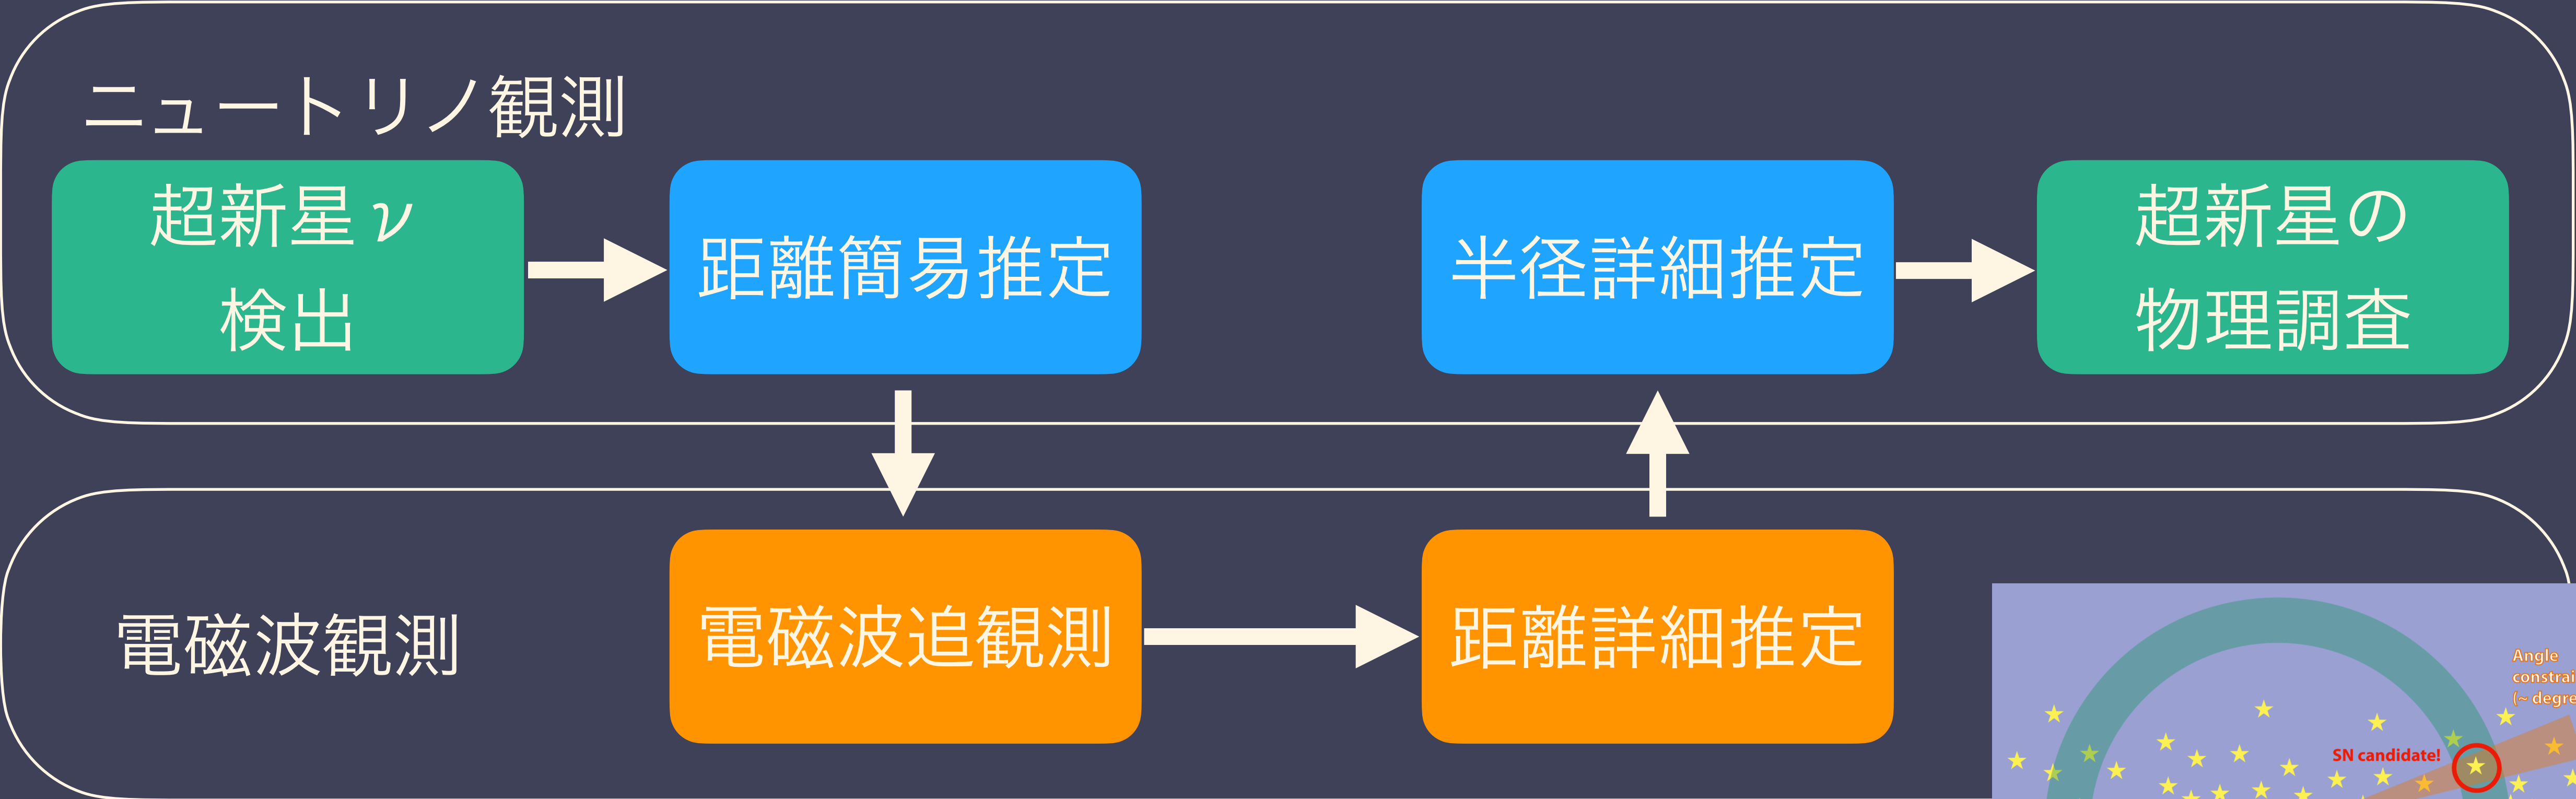 ニュートリノ観測
超新星 ν
検出
距離簡易推定
半径詳細推定
超新星の
物理調査
電磁波観測
電磁波追観測
距離詳細推定
Angle
constrai
(~ degre
SN candidate!